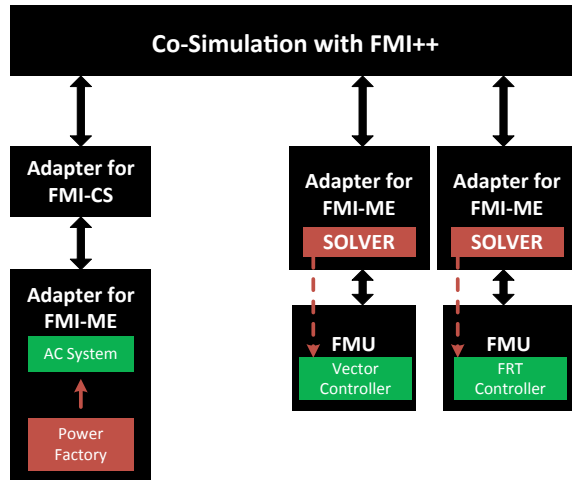 Co-Simulation with FMI++
Adapter for
FMI-CS
Adapter for
FMI-ME
SOLVER
Adapter for
FMI-ME
SOLVER
Adapter for
FMI-ME
AC System
Power
Factory
FMU
Vector
Controller
FMU
FRT
Controller